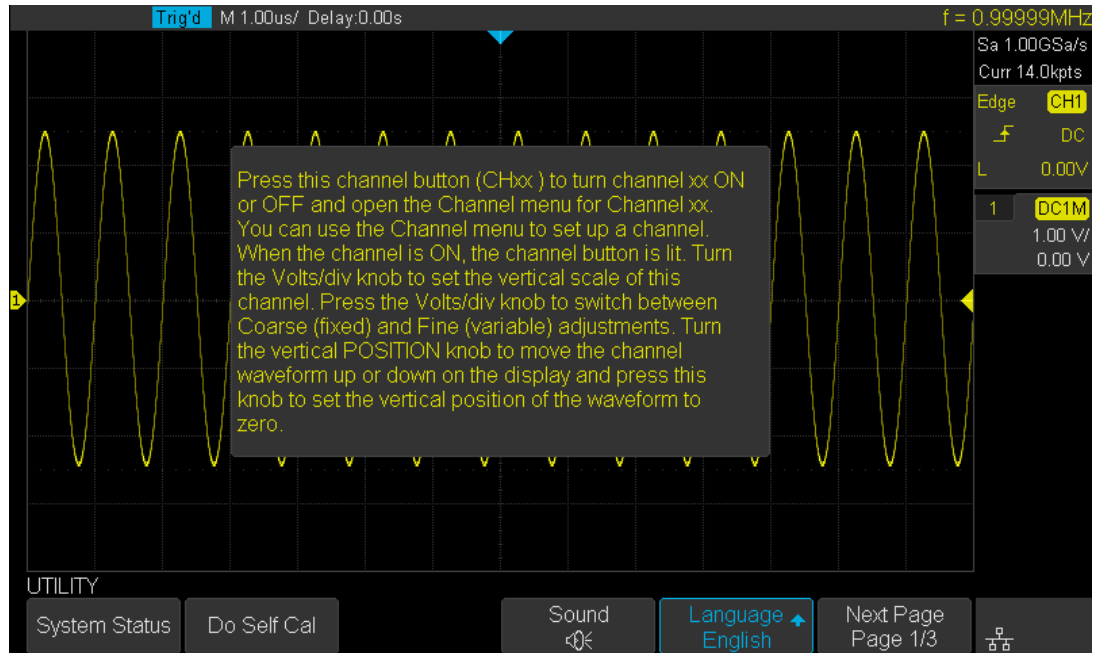 Trig'd M 1.00us/ Delay:0.00s f = 0.99999MHz
Sa 1.00GSa/s
Curr 14.0kpts
Edge CH1
DC
L 0.00V
1 DC1M
1.00 V/
0.00 V
1
Press this channel button (CHxx ) to turn channel xx ON
or OFF and open the Channel menu for Channel xx.
You can use the Channel menu to set up a channel.
When the channel is ON, the channel button is lit. Turn
the Volts/div knob to set the vertical scale of this
channel. Press the Volts/div knob to switch between
Coarse (fixed) and Fine (variable) adjustments. Turn
the vertical POSITION knob to move the channel
waveform up or down on the display and press this
knob to set the vertical position of the waveform to
zero.
UTILITY
System Status
Do Self Cal
Sound
Language
English
Next Page
Page 1/3